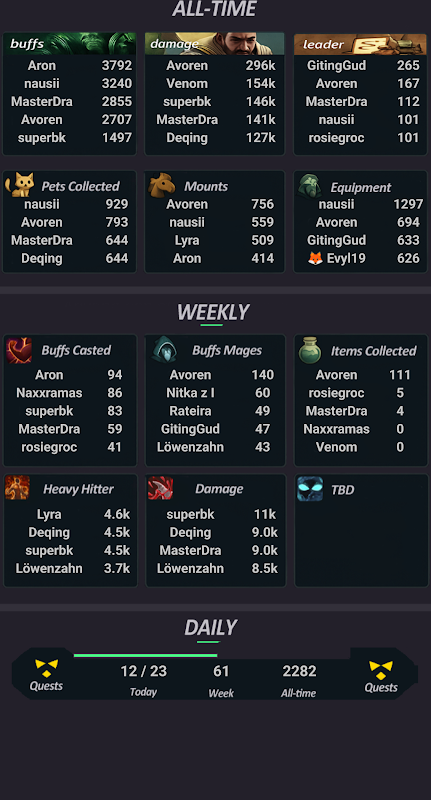 ALL-TIME
buffs
Aron 3792
nausii 3240
MasterDra 2855
Avoren 2707
superbk 1497
damage
Avoren 296k
Venom 154k
superbk 146k
MasterDra 141k
Deqing 127k
leader
GitingGud 265
Avoren 167
MasterDra 112
nausii 101
rosiegroc 101
Pets Collected
nausii 929
Avoren 793
MasterDra 644
Deqing 644
Mounts
Avoren 756
nausii 559
Lyra 509
Aron 414
Equipment
nausii 1297
Avoren 694
GitingGud 633
🦊 Evyl19 626
WEEKLY
Buffs Casted
Aron 94
Naxxramas 86
superbk 83
MasterDra 59
rosiegroc 41
Buffs Mages
Avoren 140
Nitka z I 60
Rateira 49
GitingGud 47
Löwenzahn 43
Items Collected
Avoren 111
rosiegroc 5
MasterDra 4
Naxxramas 0
Venom 0
Heavy Hitter
Lyra 4.6k
Deqing 4.5k
superbk 4.5k
Löwenzahn 3.7k
Damage
superbk 11k
Deqing 9.0k
MasterDra 9.0k
Löwenzahn 8.5k
TBD
DAILY
Quests
12 / 23
Today
61
Week
2282
All-time
Quests